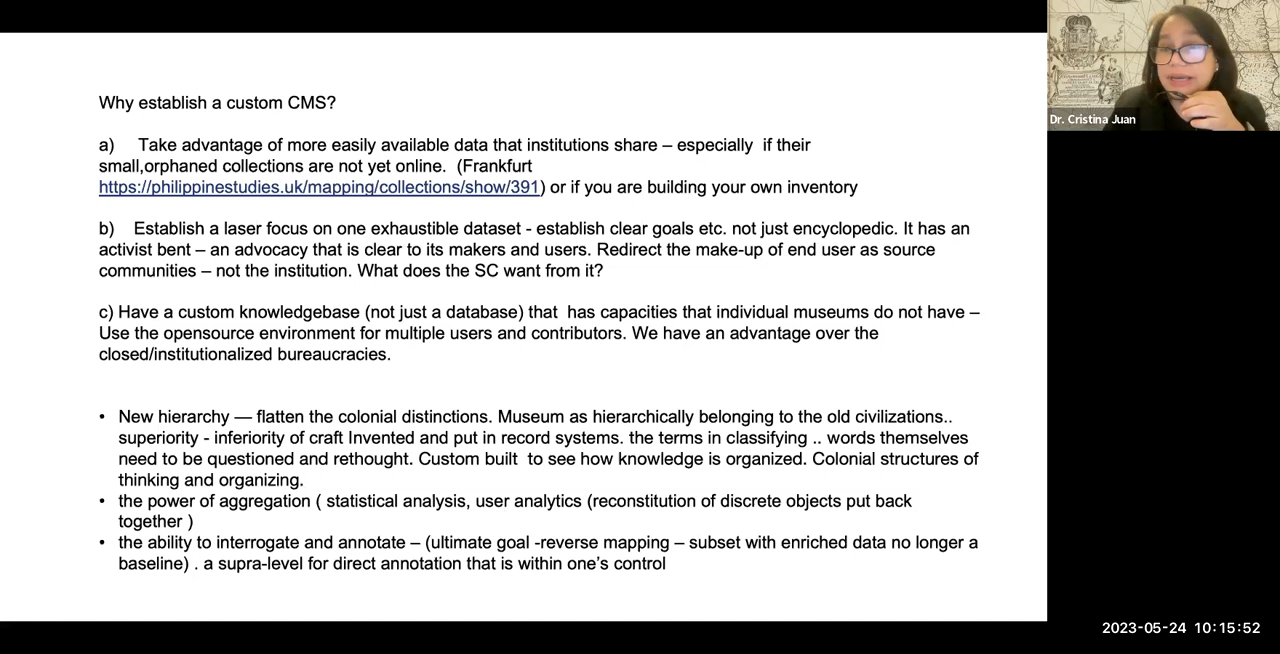 Why establish a custom CMS?
a) Take advantage of more easily available data that institutions share – especially if their
small,orphaned collections are not yet online. (Frankfurt
https://philippinestudies.uk/mapping/collections/show/391) or if you are building your own inventory
b) Establish a laser focus on one exhaustible dataset - establish clear goals etc. not just encyclopedic. It has an
activist bent – an advocacy that is clear to its makers and users. Redirect the make-up of end user as source
communities – not the institution. What does the SC want from it?
c) Have a custom knowledgebase (not just a database) that has capacities that individual museums do not have –
Use the opensource environment for multiple users and contributors. We have an advantage over the
closed/institutionalized bureaucracies.
• New hierarchy — flatten the colonial distinctions. Museum as hierarchically belonging to the old civilizations..
superiority - inferiority of craft Invented and put in record systems. the terms in classifying .. words themselves
need to be questioned and rethought. Custom built to see how knowledge is organized. Colonial structures of
thinking and organizing.
• the power of aggregation ( statistical analysis, user analytics (reconstitution of discrete objects put back
together )
• the ability to interrogate and annotate – (ultimate goal -reverse mapping – subset with enriched data no longer a
baseline) . a supra-level for direct annotation that is within one's control
Dr. Cristina Juan
2023-05-24 10:15:52